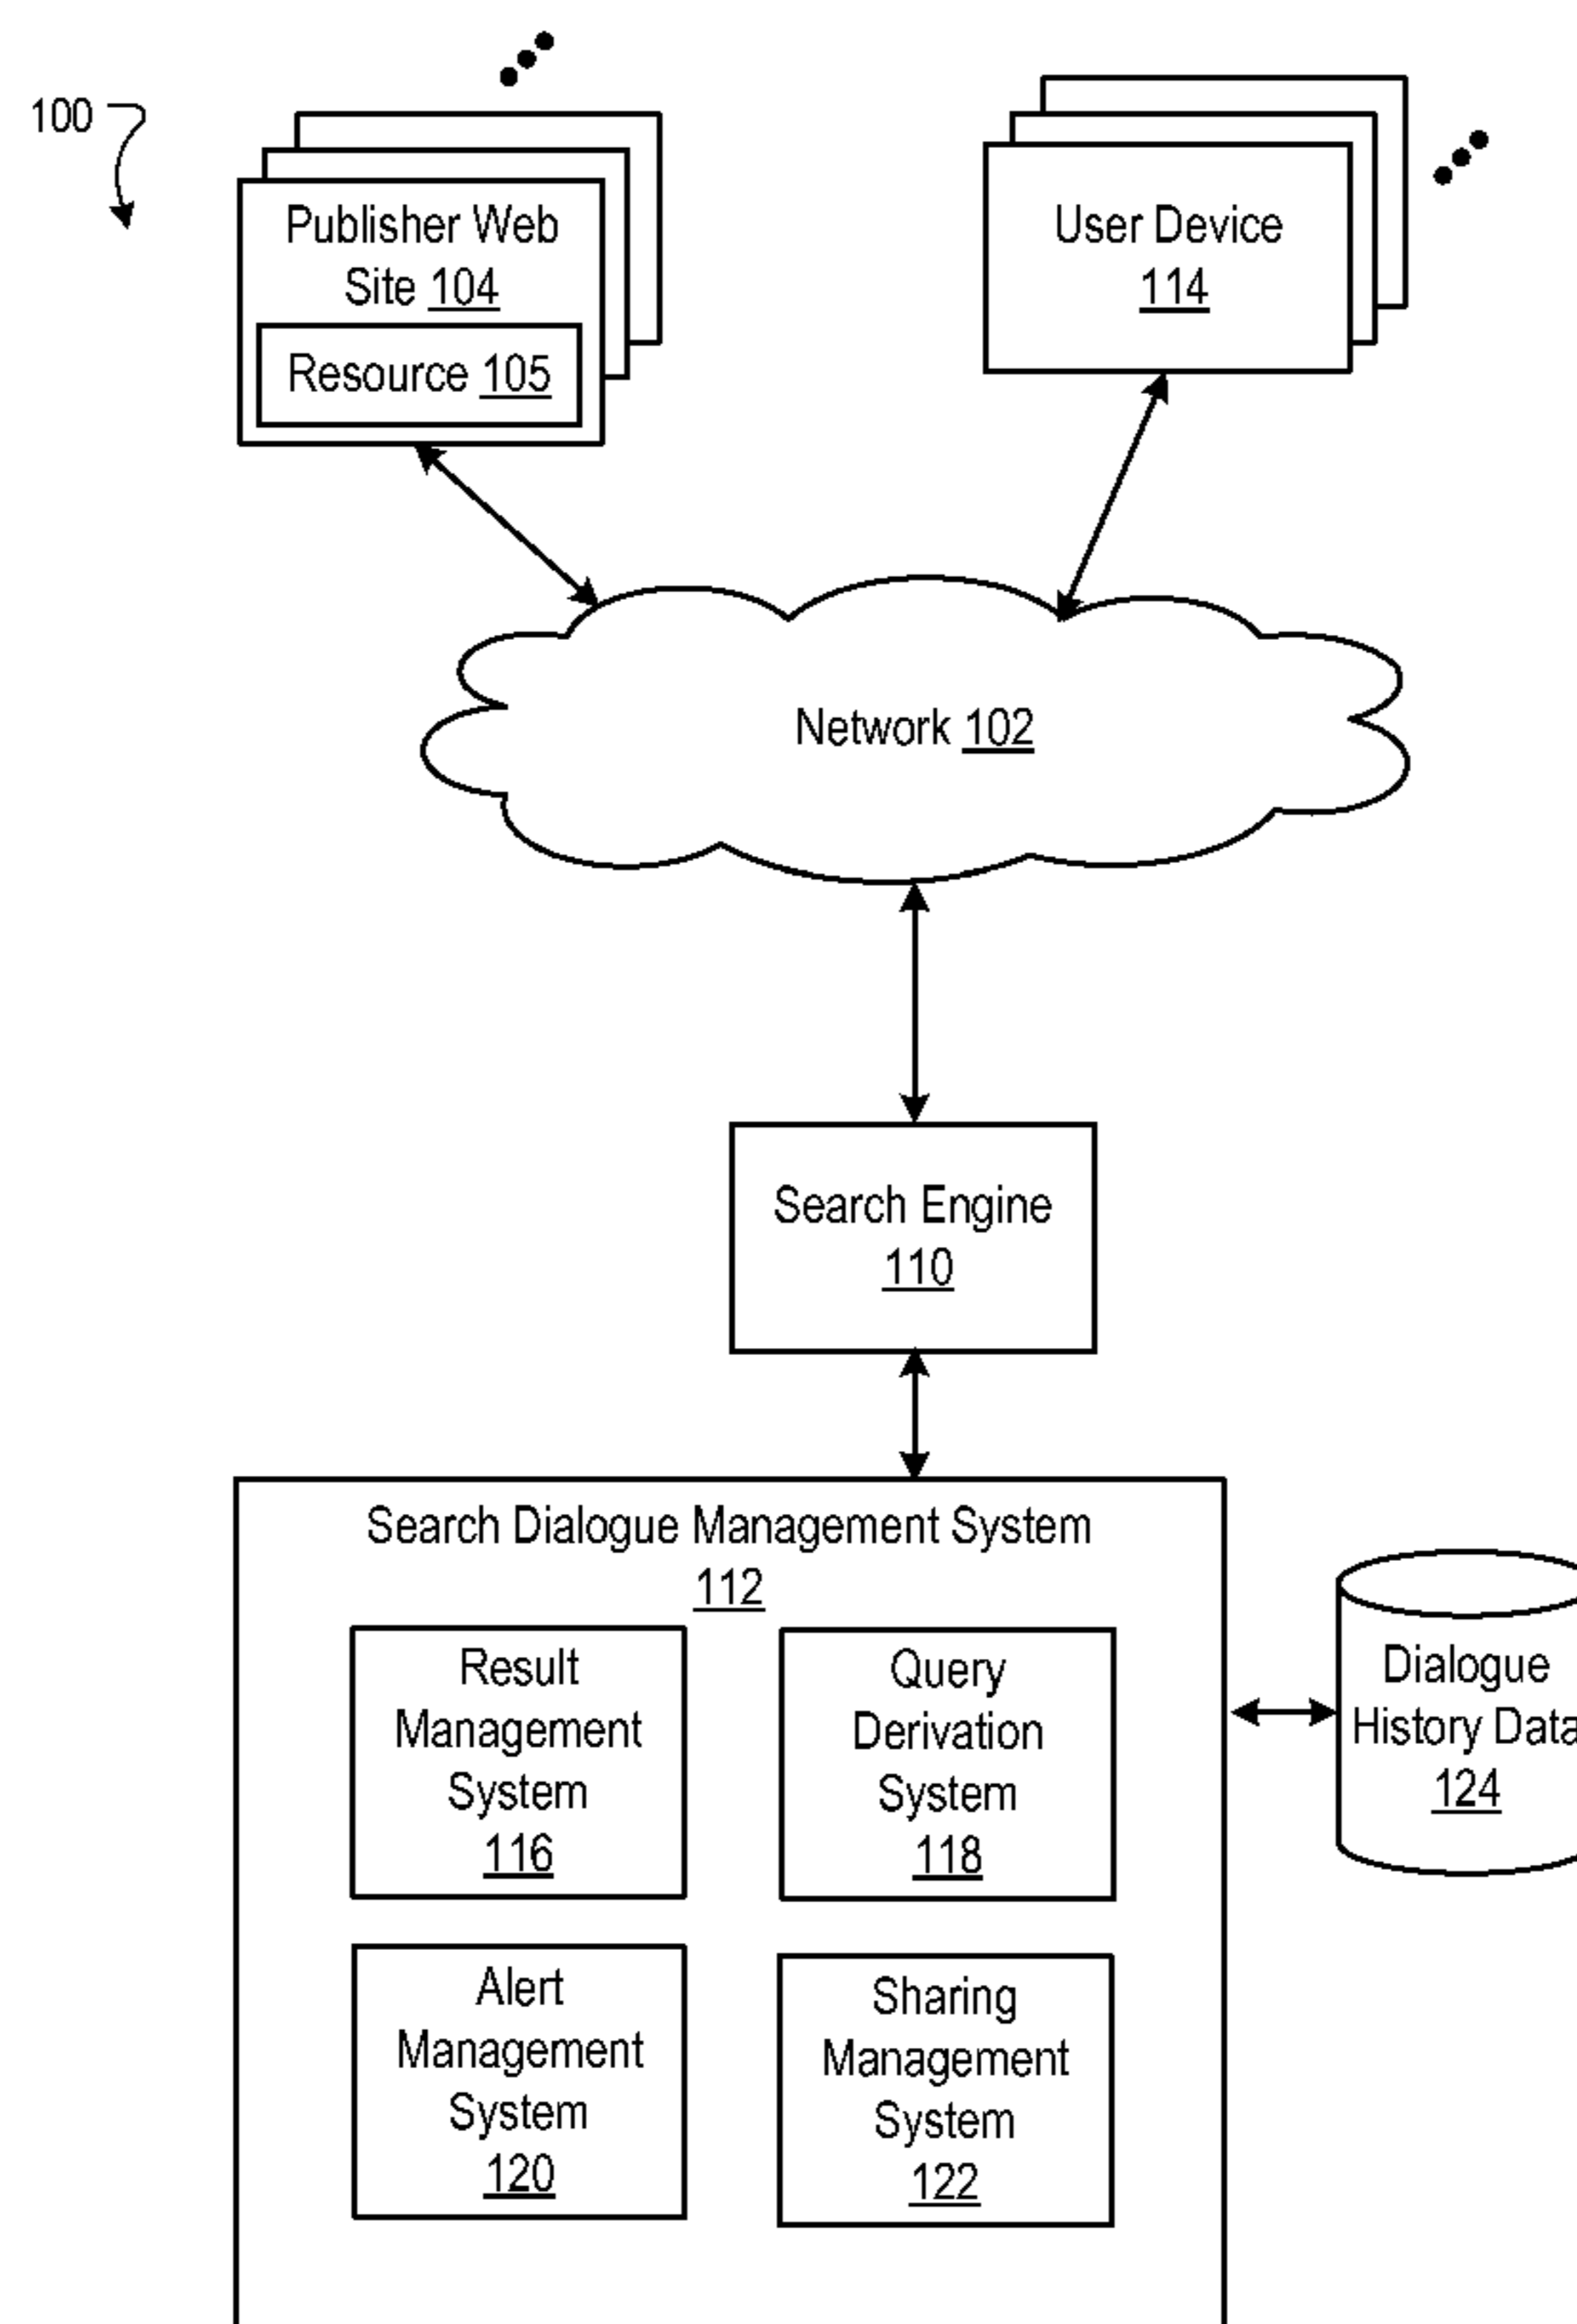 100
Publisher Web
Site 104
Resource 105
User Device
114
Network 102
Search Engine
110
Search Dialogue Management System
112
Result
Management
System
116
Query
Derivation
System
118
Dialogue
History Data
124
Alert
Management
System
120
Sharing
Management
System
122